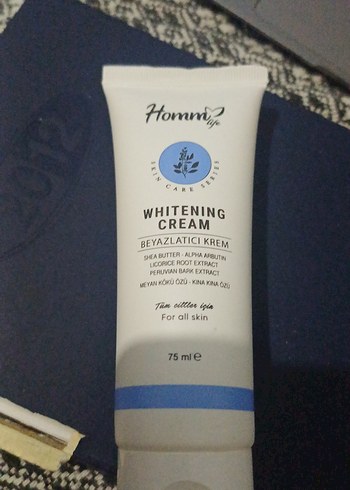 Homm
life
SKIN CARE SERIES
WHITENING
CREAM
BEYAZLATICI KREM
SHEA BUTTER - ALPHA ARBUTIN
LICORICE ROOT EXTRACT
PERUVIAN BARK EXTRACT
MEYAN KÖKÜ ÖZÜ - KINA KINA ÖZÜ
Tüm ciltler için
For all skin
75 ml e